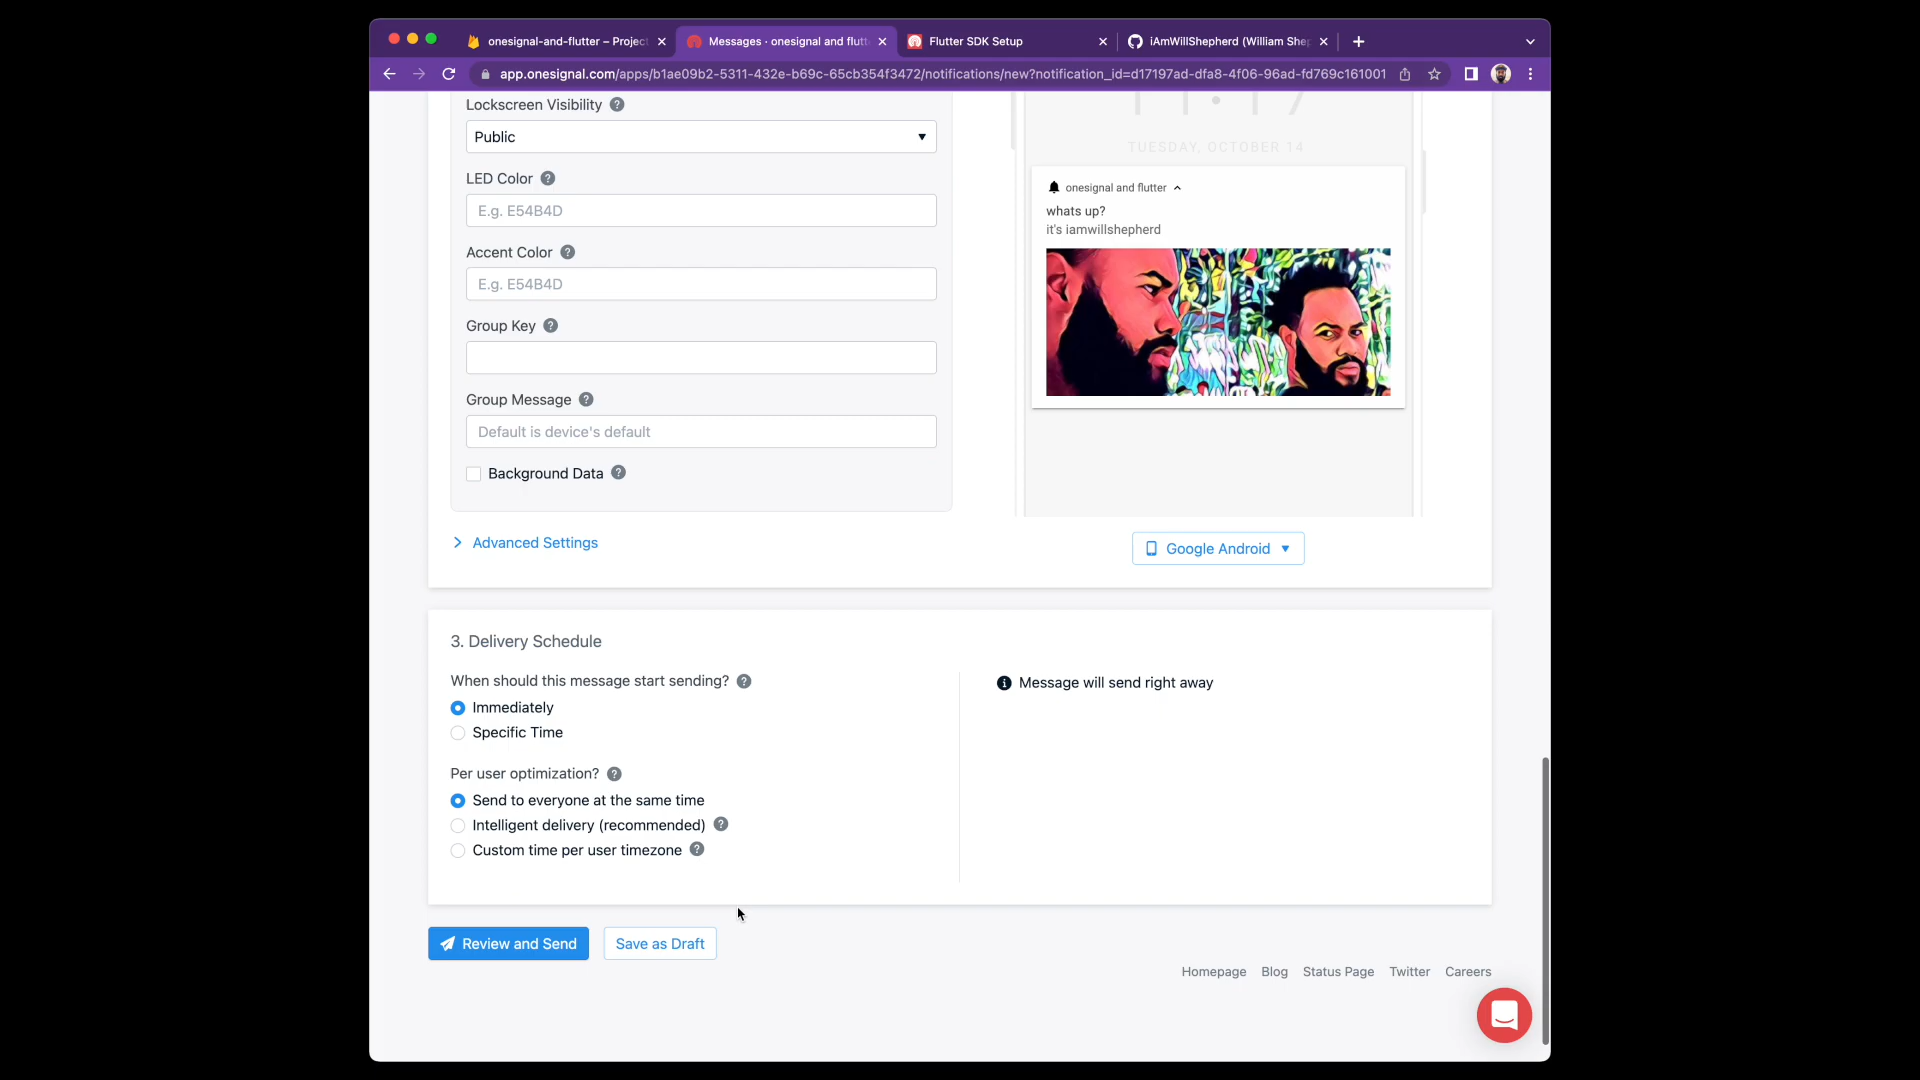 onesignal-and-flutter – Project
Messages · onesignal and flutt
Flutter SDK Setup
iAmWillShepherd (William She
app.onesignal.com/apps/b1ae09b2-5311-432e-b69c-65cb354f3472/notifications/new?notification_id=d17197ad-dfa8-4f06-96ad-fd769c161001
Lockscreen Visibility
Public
LED Color
E.g. E54B4D
Accent Color
E.g. E54B4D
Group Key
Group Message
Default is device's default
Background Data
Advanced Settings
TUESDAY, OCTOBER 14
onesignal and flutter
whats up?
it's iamwillshepherd
Google Android
3. Delivery Schedule
When should this message start sending?
Immediately
Specific Time
Message will send right away
Per user optimization?
Send to everyone at the same time
Intelligent delivery (recommended)
Custom time per user timezone
Review and Send
Save as Draft
Homepage Blog Status Page Twitter Careers